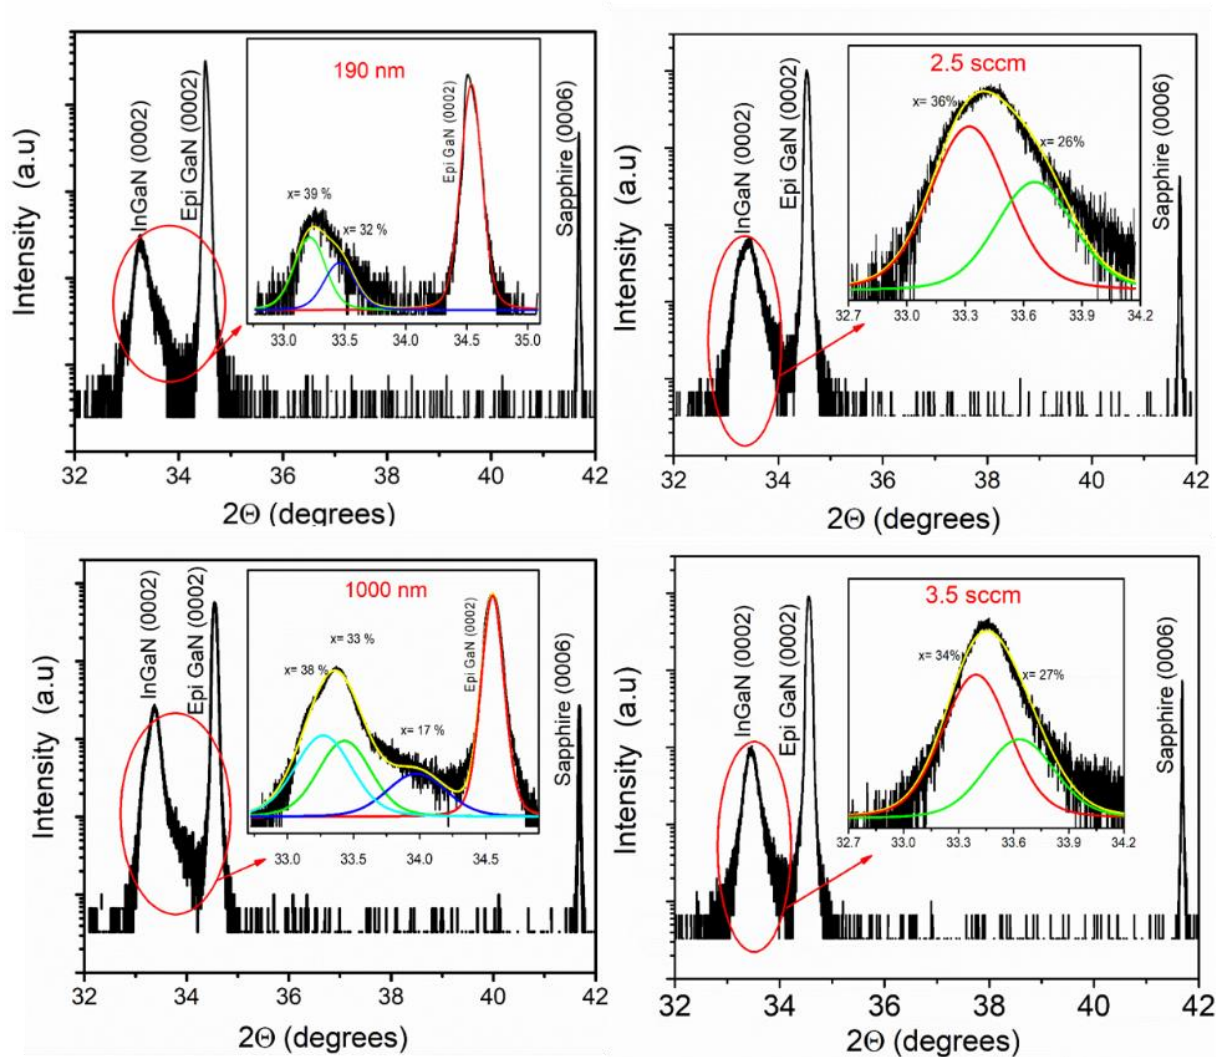 Intensity (a.u)
InGaN (0002)
Epi GaN (0002)
190 nm
x= 39 %
x= 32 %
Epi GaN (0002)
33.0 33.5 34.0 34.5 35.0
Sapphire (0006)
32 34 36 38 40 42
2Θ (degrees)
Intensity (a.u)
InGaN (0002)
Epi GaN (0002)
2.5 sccm
x= 36%
x= 26%
32.7 33.0 33.3 33.6 33.9 34.2
Sapphire (0006)
32 34 36 38 40 42
2Θ (degrees)
Intensity (a.u)
InGaN (0002)
Epi GaN (0002)
1000 nm
x= 33 %
x= 38 %
x= 17 %
Epi GaN (0002)
33.0 33.5 34.0 34.5
Sapphire (0006)
32 34 36 38 40 42
2Θ (degrees)
Intensity (a.u)
InGaN (0002)
Epi GaN (0002)
3.5 sccm
x= 34%
x= 27%
32.7 33.0 33.3 33.6 33.9 34.2
Sapphire (0006)
32 34 36 38 40 42
2Θ (degrees)